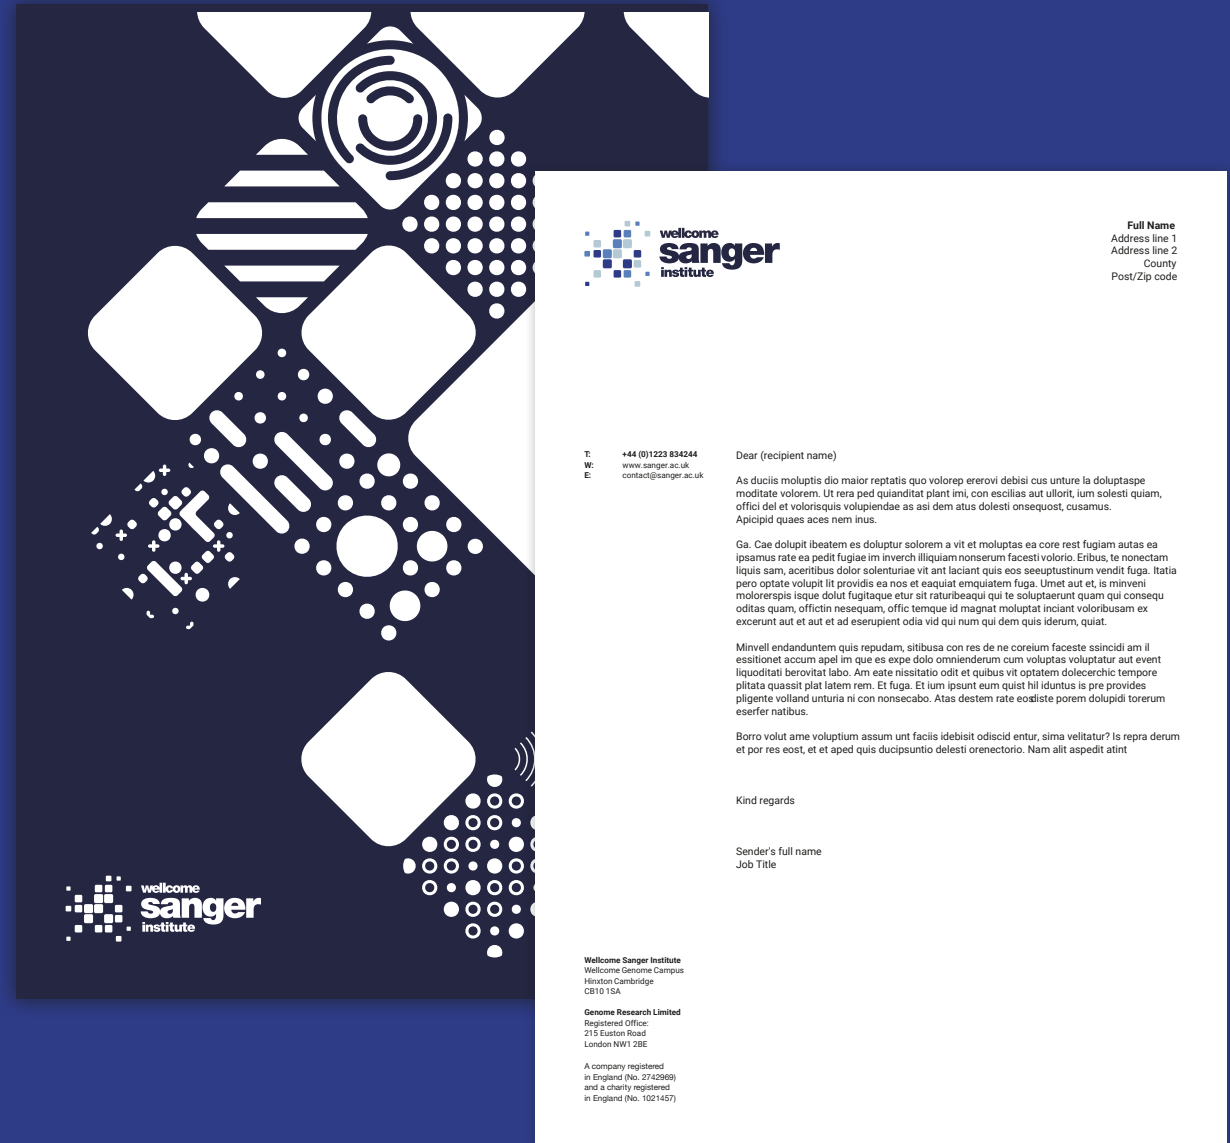 wellcome
sanger
institute
wellcome
sanger
institute
Full Name
Address line 1
Address line 2
County
Post/Zip code
T: +44 (0)1223 834244
W: www.sanger.ac.uk
E: contact@sanger.ac.uk
Dear (recipient name)
As duciis moluptis dio maior reptatis quo volorep ererovi debisi cus unture la doluptaspe
moditate volorem. Ut rera ped quianditat plant imi, con escilias aut ullorit, ium solesti quiam,
offici del et volorisquis volupiendae as asi dem atus dolesti onsequost, cusamus.
Apicipid quaes aces nem inus.
Ga. Cae dolupit ibeatem es doluptur solorem a vit et moluptas ea core rest fugiam autas ea
ipsamus rate ea pedit fugiae im inverch illiquiam nonserum facesti volorio. Eribus, te nonectam
liquis sam, aceritibus dolor solenturiae vit ant laciant quis eos seeuptustinum vendit fuga. Itatia
pero optate volupit lit providis ea nos et eaquiat emquiatem fuga. Umet aut et, is minveni
molorerspis isque dolut fugitaque etur sit raturibeaqui qui te soluptaerunt quam qui consequ
oditas quam, offictin nesequam, offic temque id magnat moluptat inciant voloribusam ex
excerunt aut et aut et ad eserupient odia vid qui num qui dem quis iderum, quiat.
Minvell endanduntem quis repudam, sitibusa con res de ne coreium faceste ssincidi am il
essitionet accum apel im que es expe dolo omnienderum cum voluptas voluptatur aut event
liquoditati berovitat labo. Am eate nissitatio odit et quibus vit optatem dolecerchic tempore
plitata quassit plat latem rem. Et fuga. Et ium ipsunt eum quist hil iduntus is pre provides
pligente volland unturia ni con nonsecabo. Atas destem rate eosdiste porem dolupidi torerum
eserfer natibus.
Borro volut ame voluptium assum unt faciis idebisit odiscid entur, sima velitatur? Is repra derum
et por res eost, et et aped quis ducipsuntio delesti orenectorio. Nam alit aspedit atint
Kind regards
Sender's full name
Job Title
Wellcome Sanger Institute
Wellcome Genome Campus
Hinxton Cambridge
CB10 1SA
Genome Research Limited
Registered Office:
215 Euston Road
London NW1 2BE
A company registered
in England (No. 2742969)
and a charity registered
in England (No. 1021457)